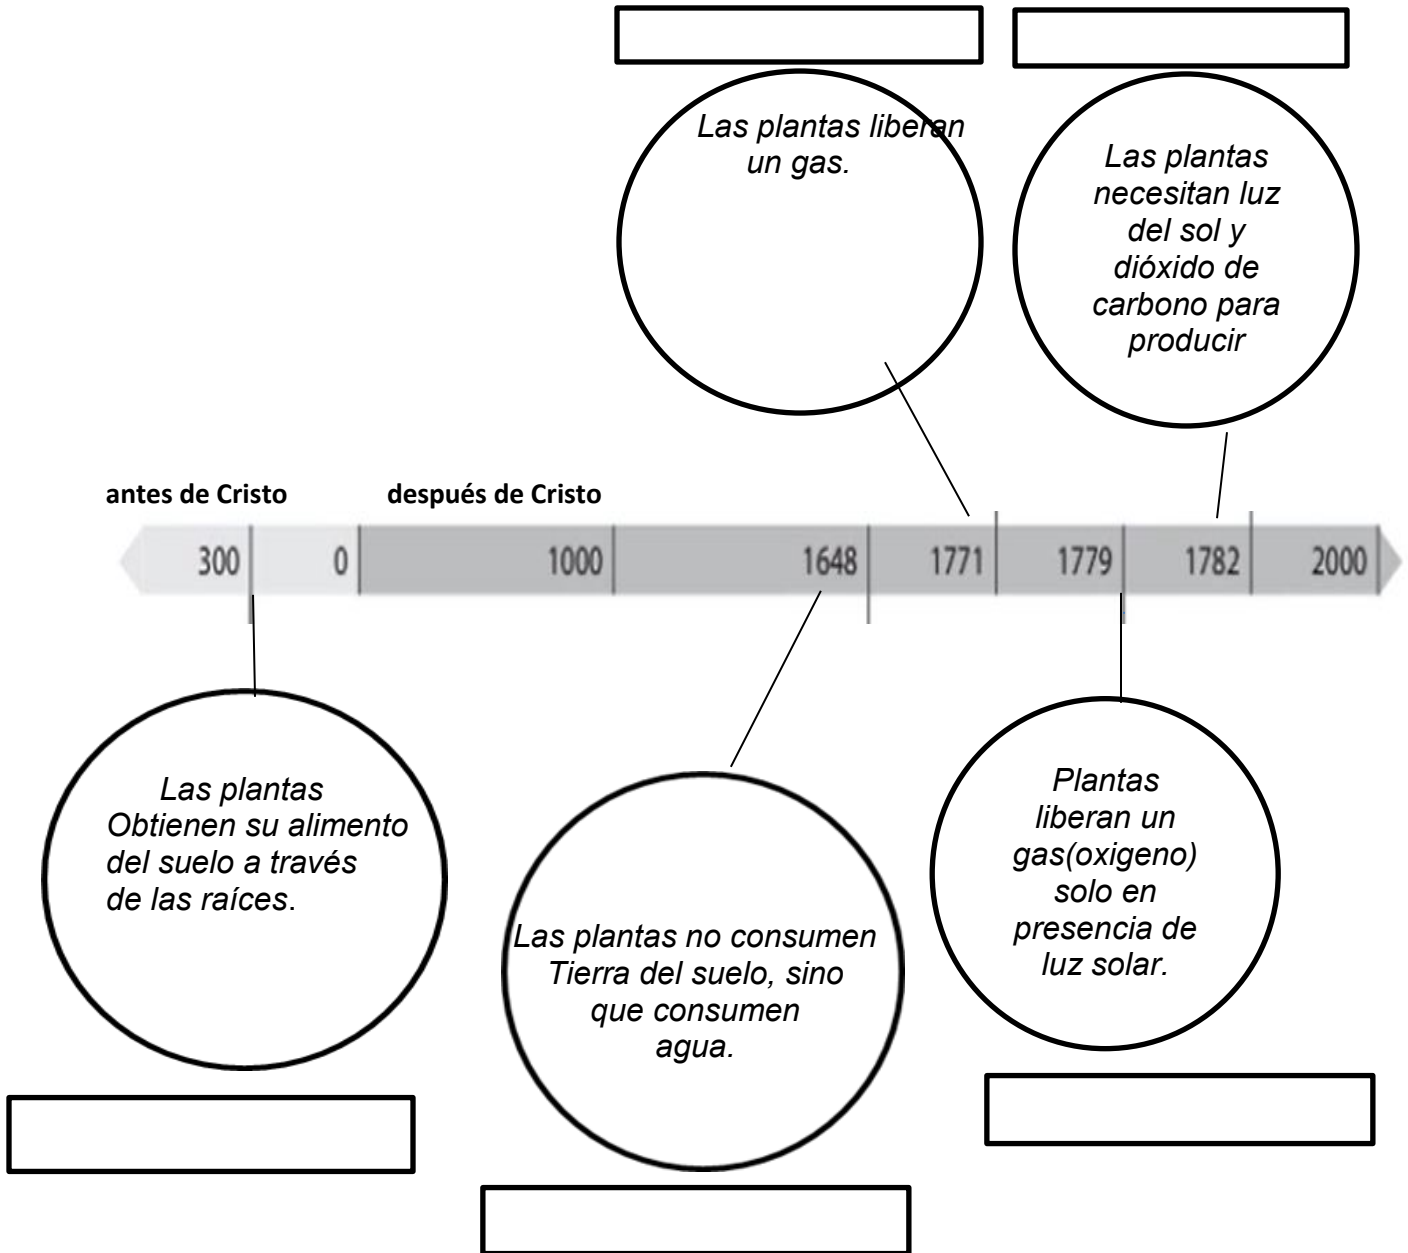 Las plantas liberan
un gas.
Las plantas
necesitan luz
del sol y
dióxido de
carbono para
producir
antes de Cristo
después de Cristo
300 0 1000 1648 1771 1779 1782 2000
Las plantas
Obtienen su alimento
del suelo a través
de las raíces.
Las plantas no consumen
Tierra del suelo, sino
que consumen
agua.
Plantas
liberan un
gas(oxigeno)
solo en
presencia de
luz solar.